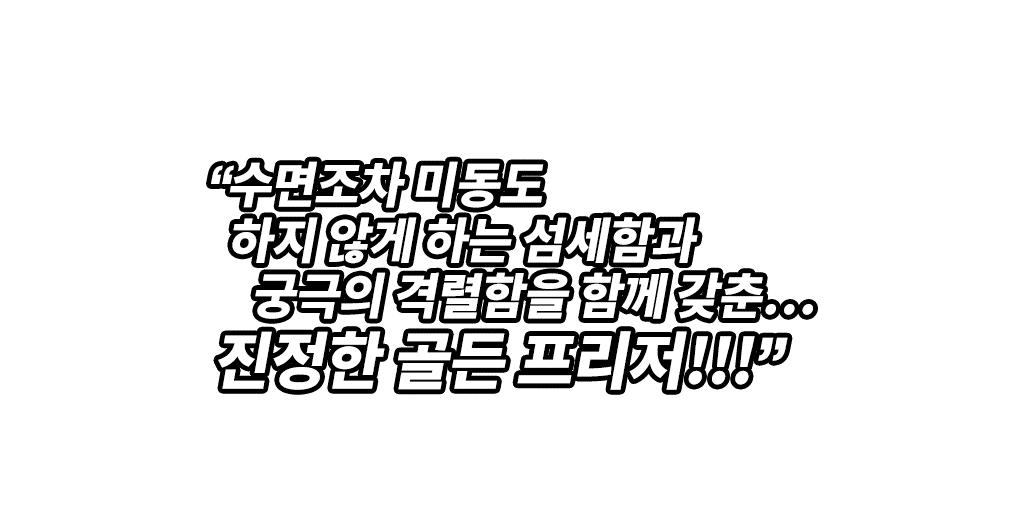 “수면조차 미동도
하지 않게 하는 섬세함과
궁극의 격렬함을 함께 갖춘...
진정한 골든 프리저!!!”